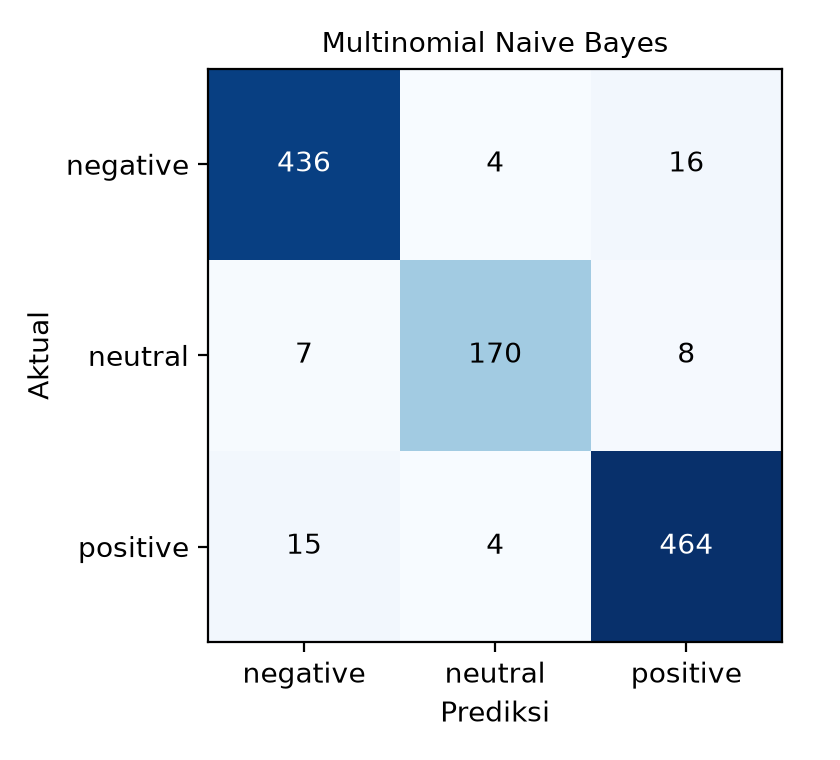 Multinomial Naive Bayes
negative 436 4 16
neutral 7 170 8
positive 15 4 464
Aktual
negative neutral positive
Prediksi